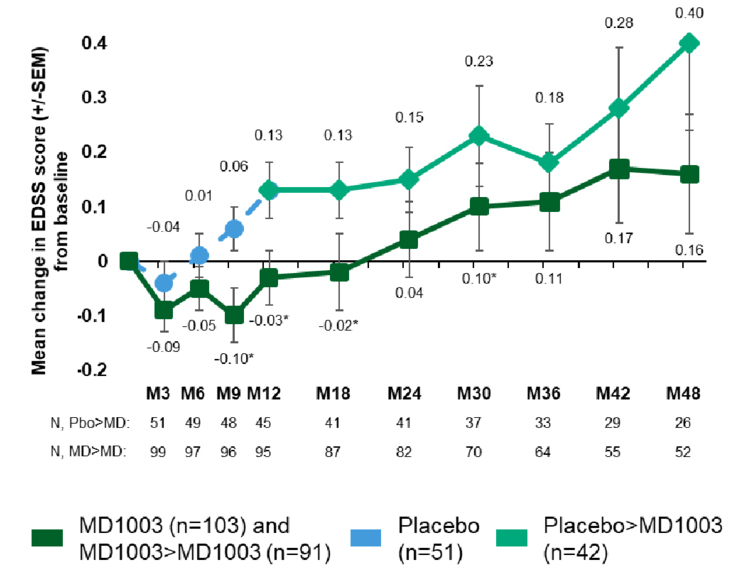 Mean change in EDSS score (+/-SEM)
from baseline
0.4
0.3
0.2
0.1
0
-0.1
-0.2
-0.04
0.01
0.06
0.13
0.13
0.15
0.23
0.18
0.28
0.40
-0.09
-0.05
-0.10*
-0.03*
-0.02*
0.04
0.10*
0.11
0.17
0.16
M3 M6 M9 M12 M18 M24 M30 M36 M42 M48
N, Pbo>MD: 51 49 48 45 41 41 37 33 29 26
N, MD>MD: 99 97 96 95 87 82 70 64 55 52
MD1003 (n=103) and
MD1003>MD1003 (n=91)
Placebo
(n=51)
Placebo>MD1003
(n=42)